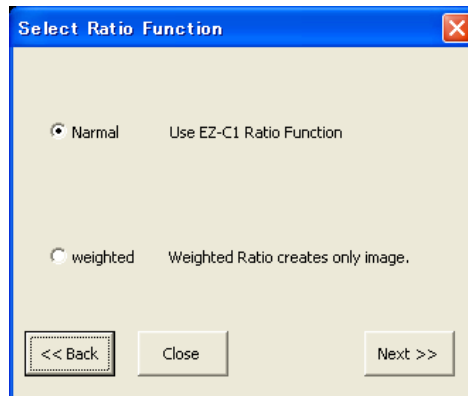 Select Ratio Function
Narmal Use EZ-C1 Ratio Function
weighted Weighted Ratio creates only image.
<< Back Close Next >>